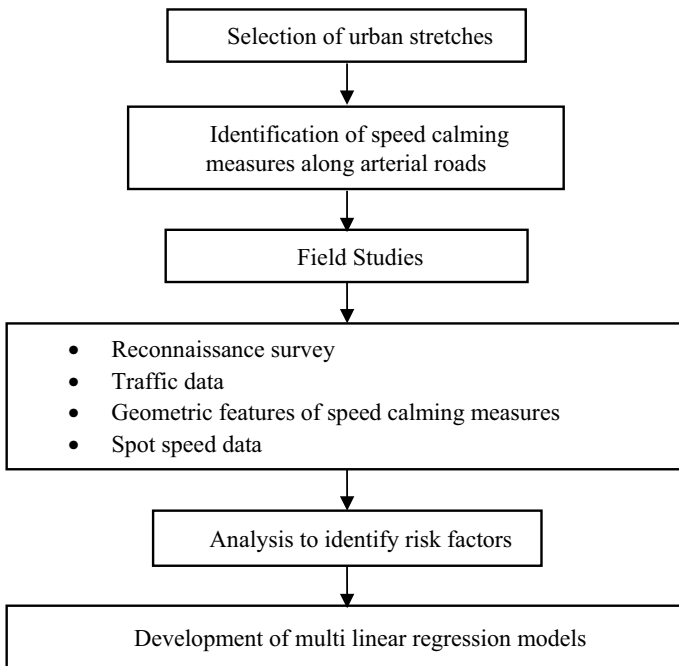 Selection of urban stretches
Identification of speed calming
measures along arterial roads
Field Studies
• Reconnaissance survey
• Traffic data
• Geometric features of speed calming measures
• Spot speed data
Analysis to identify risk factors
Development of multi linear regression models